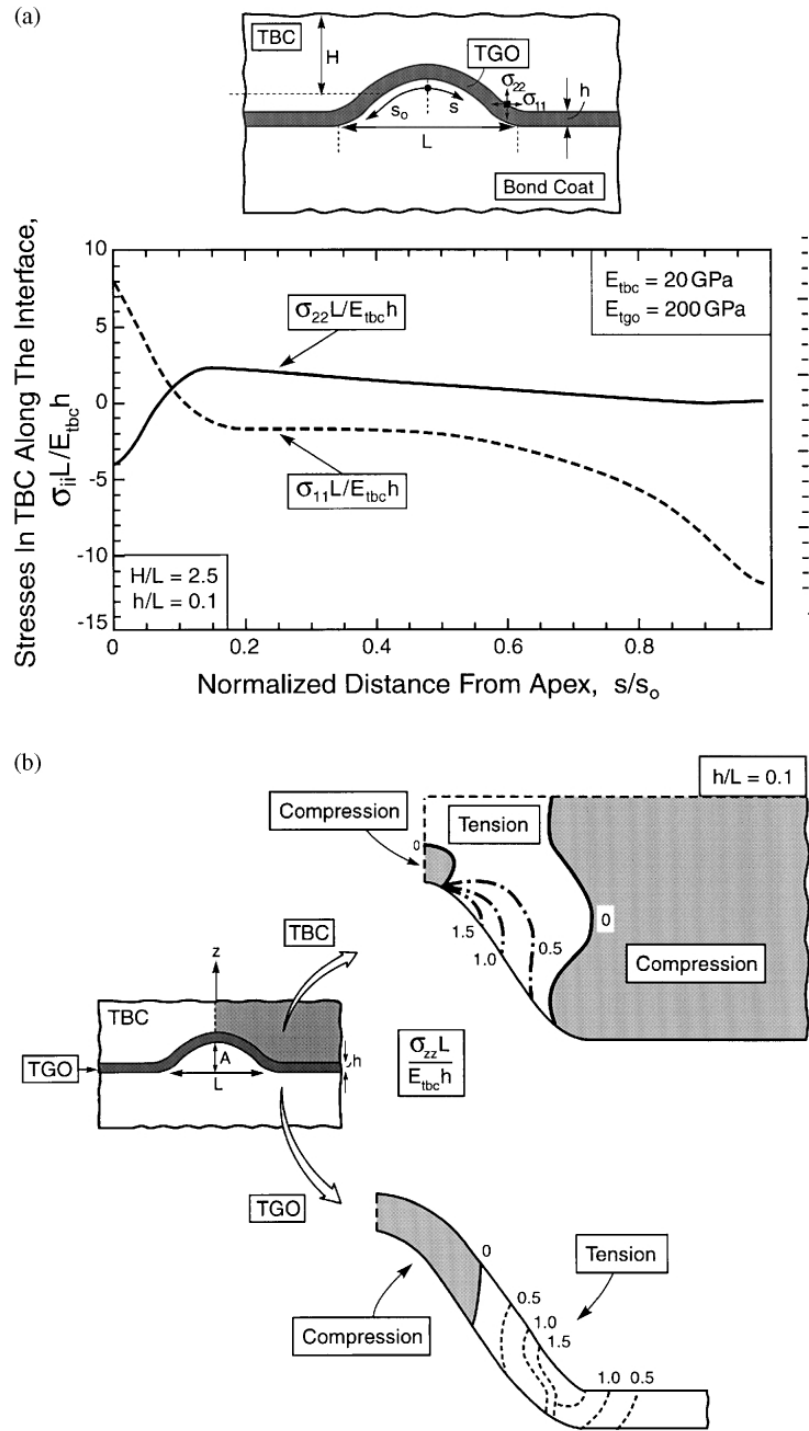 (a)
TBC
H
TGO
σ22
σ11
h
so
s
L
Bond Coat
Stresses In TBC Along The Interface,
σiiL/Etbch
10
5
0
-5
-10
-15
σ22L/Etbch
σ11L/Etbch
Etbc = 20 GPa
Etgo = 200 GPa
H/L = 2.5
h/L = 0.1
0
0.2
0.4
0.6
0.8
Normalized Distance From Apex, s/so
(b)
h/L = 0.1
Compression
Tension
0
1.5
1.0
0.5
0
Compression
TBC
z
TBC
A
h
TGO
L
σzzL
Etbch
TGO
0
Tension
0.5
1.0
1.5
Compression
1.0 0.5